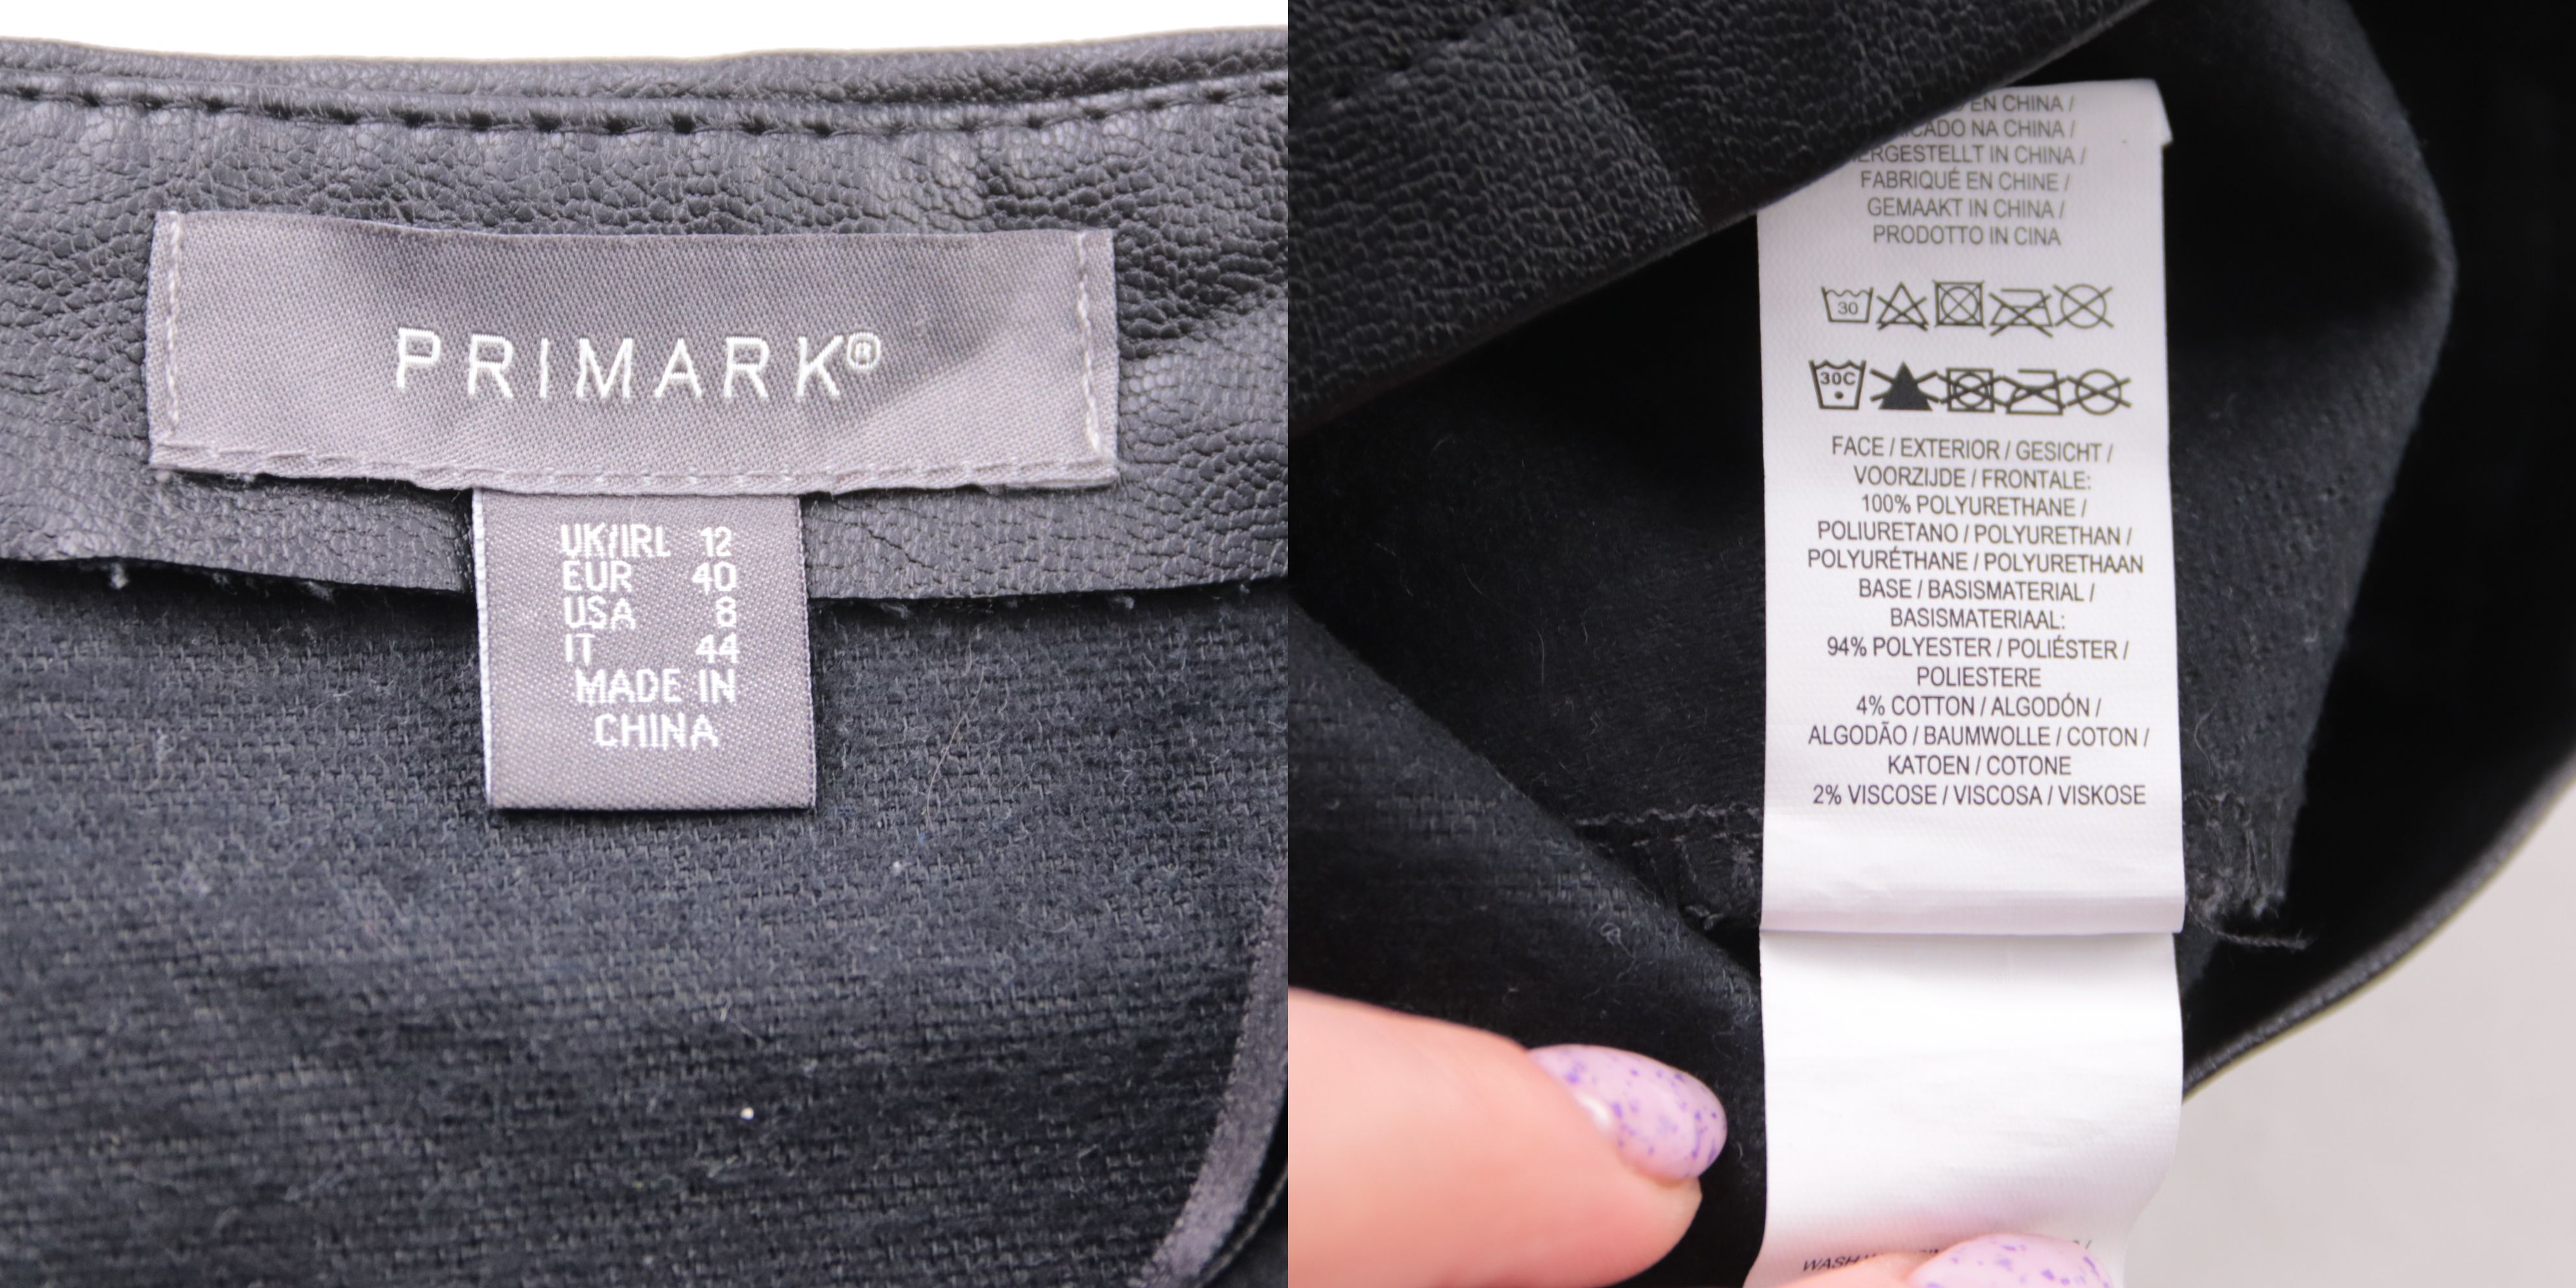 PRIMARK®
UK/IRL 12
EUR 40
USA 8
IT 44
MADE IN
CHINA
EN CHINA /
NA CHINA /
IN CHINA /
FABRIQUÉ EN CHINE /
GEMAAKT IN CHINA /
PRODOTTO IN CINA
30
30C
FACE / EXTERIOR / GESICHT /
VOORZIJDE / FRONTALE:
100% POLYURETHANE /
POLIURETANO / POLYURETHAN /
POLYURÉTHANE / POLYURETHAAN
BASE / BASISMATERIAL /
BASISMATERIAAL:
94% POLYESTER / POLIÉSTER /
POLIESTERE
4% COTTON / ALGODÓN /
ALGODÃO / BAUMWOLLE / COTON /
KATOEN / COTONE
2% VISCOSE / VISCOSA / VISKOSE
WASH